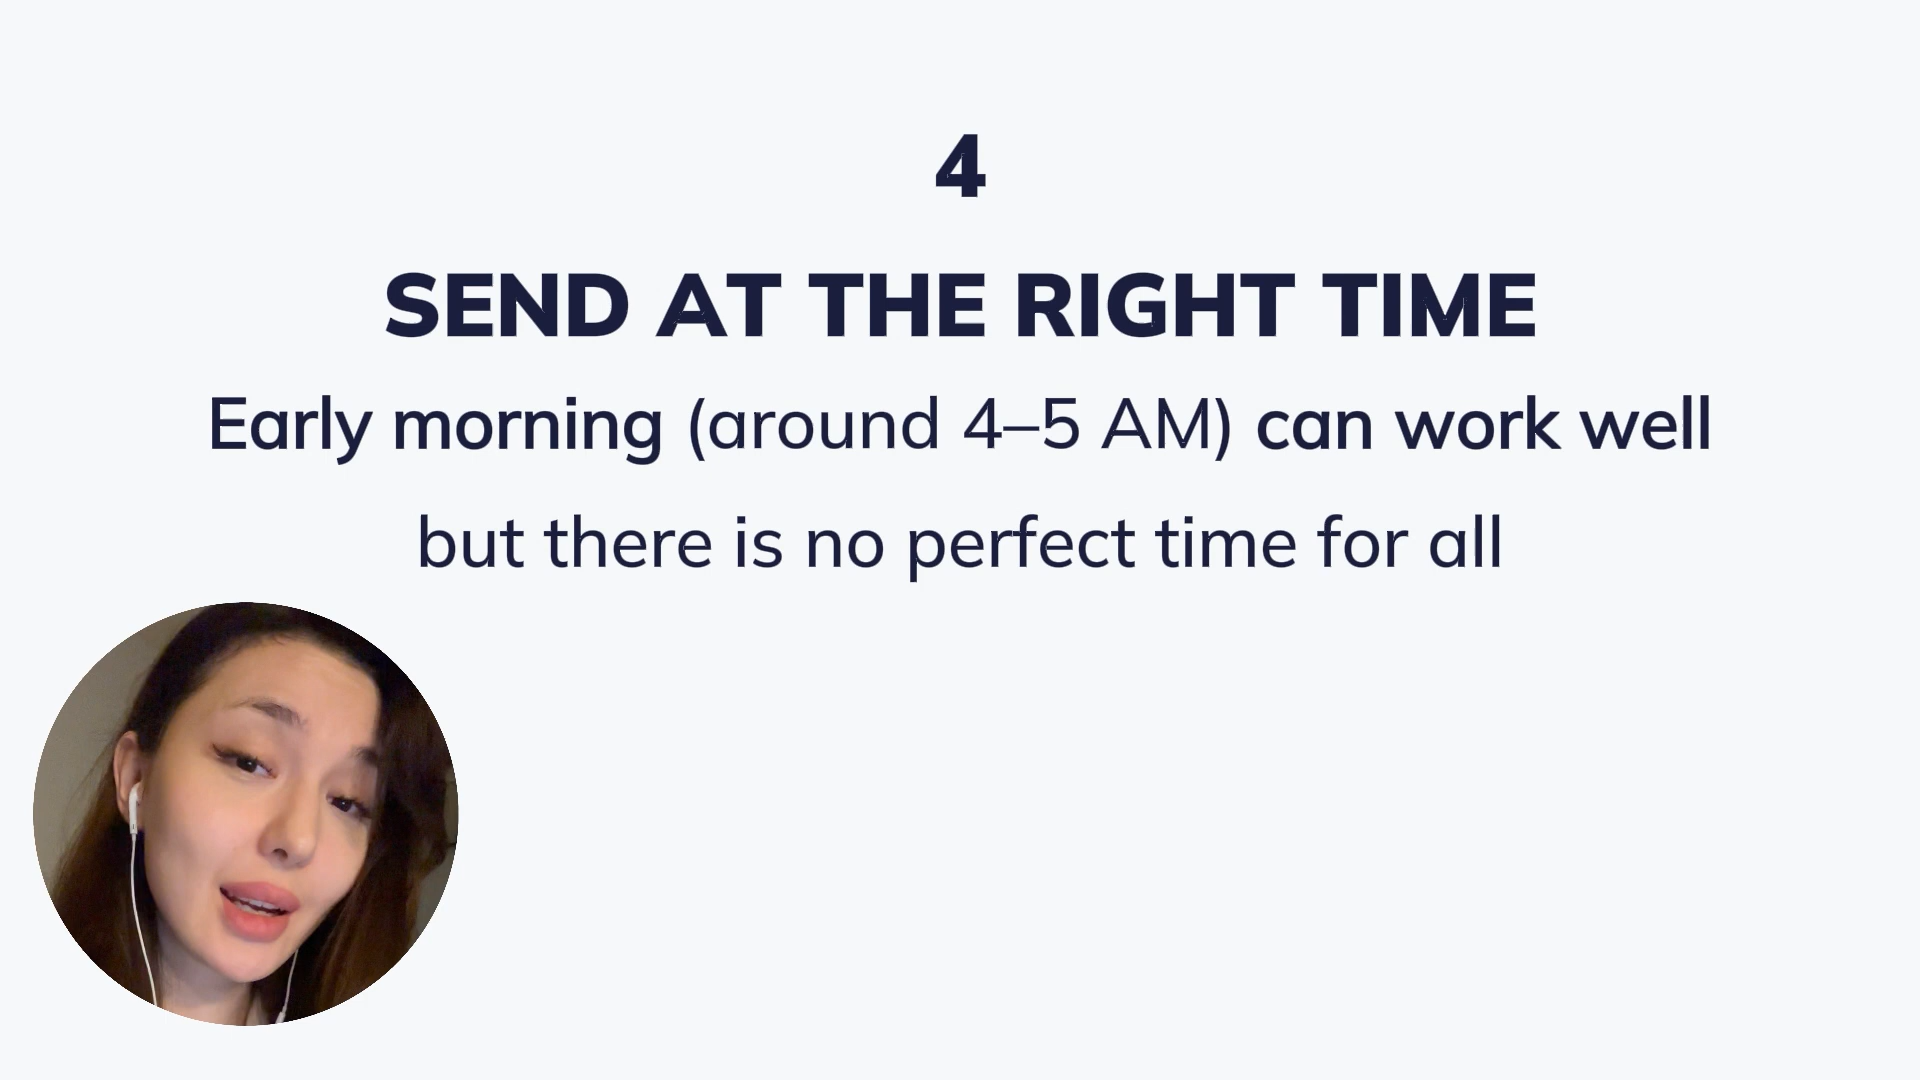 4
SEND AT THE RIGHT TIME
Early morning (around 4–5 AM) can work well
but there is no perfect time for all